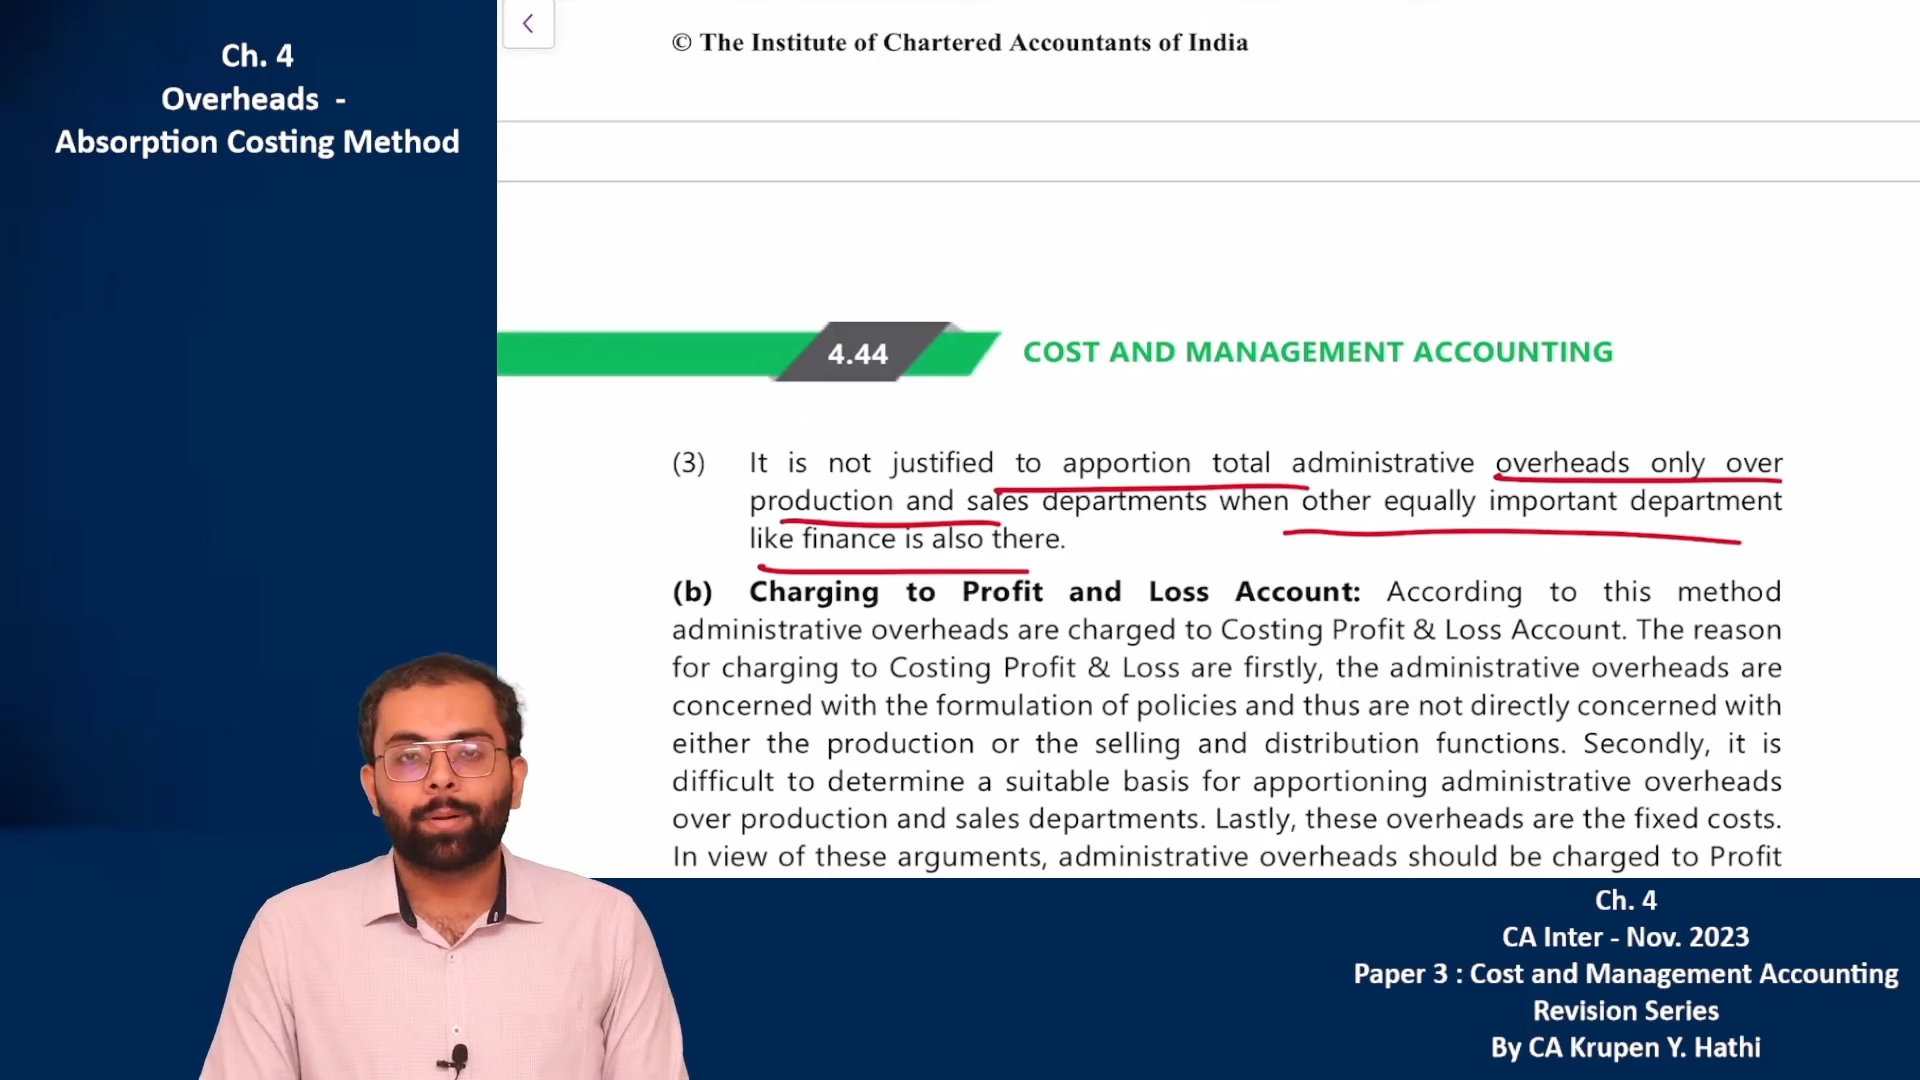 Ch. 4
Overheads -
Absorption Costing Method
© The Institute of Chartered Accountants of India
4.44
COST AND MANAGEMENT ACCOUNTING
(3) It is not justified to apportion total administrative overheads only over
production and sales departments when other equally important department
like finance is also there.
(b) Charging to Profit and Loss Account: According to this method
administrative overheads are charged to Costing Profit & Loss Account. The reason
for charging to Costing Profit & Loss are firstly, the administrative overheads are
concerned with the formulation of policies and thus are not directly concerned with
either the production or the selling and distribution functions. Secondly, it is
difficult to determine a suitable basis for apportioning administrative overheads
over production and sales departments. Lastly, these overheads are the fixed costs.
In view of these arguments, administrative overheads should be charged to Profit
Ch. 4
CA Inter - Nov. 2023
Paper 3 : Cost and Management Accounting
Revision Series
By CA Krupen Y. Hathi